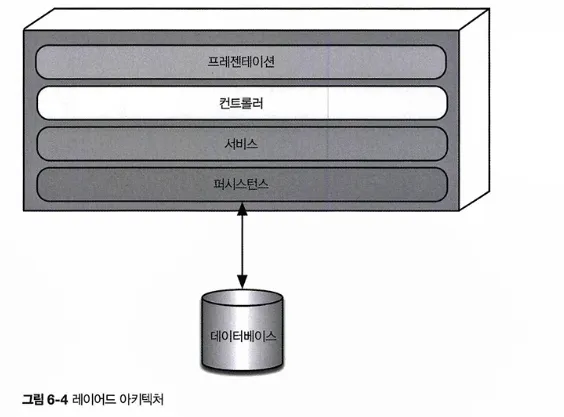 프레젠테이션
컨트롤러
서비스
퍼시스턴스
데이터베이스
그림 6-4 레이어드 아키텍처